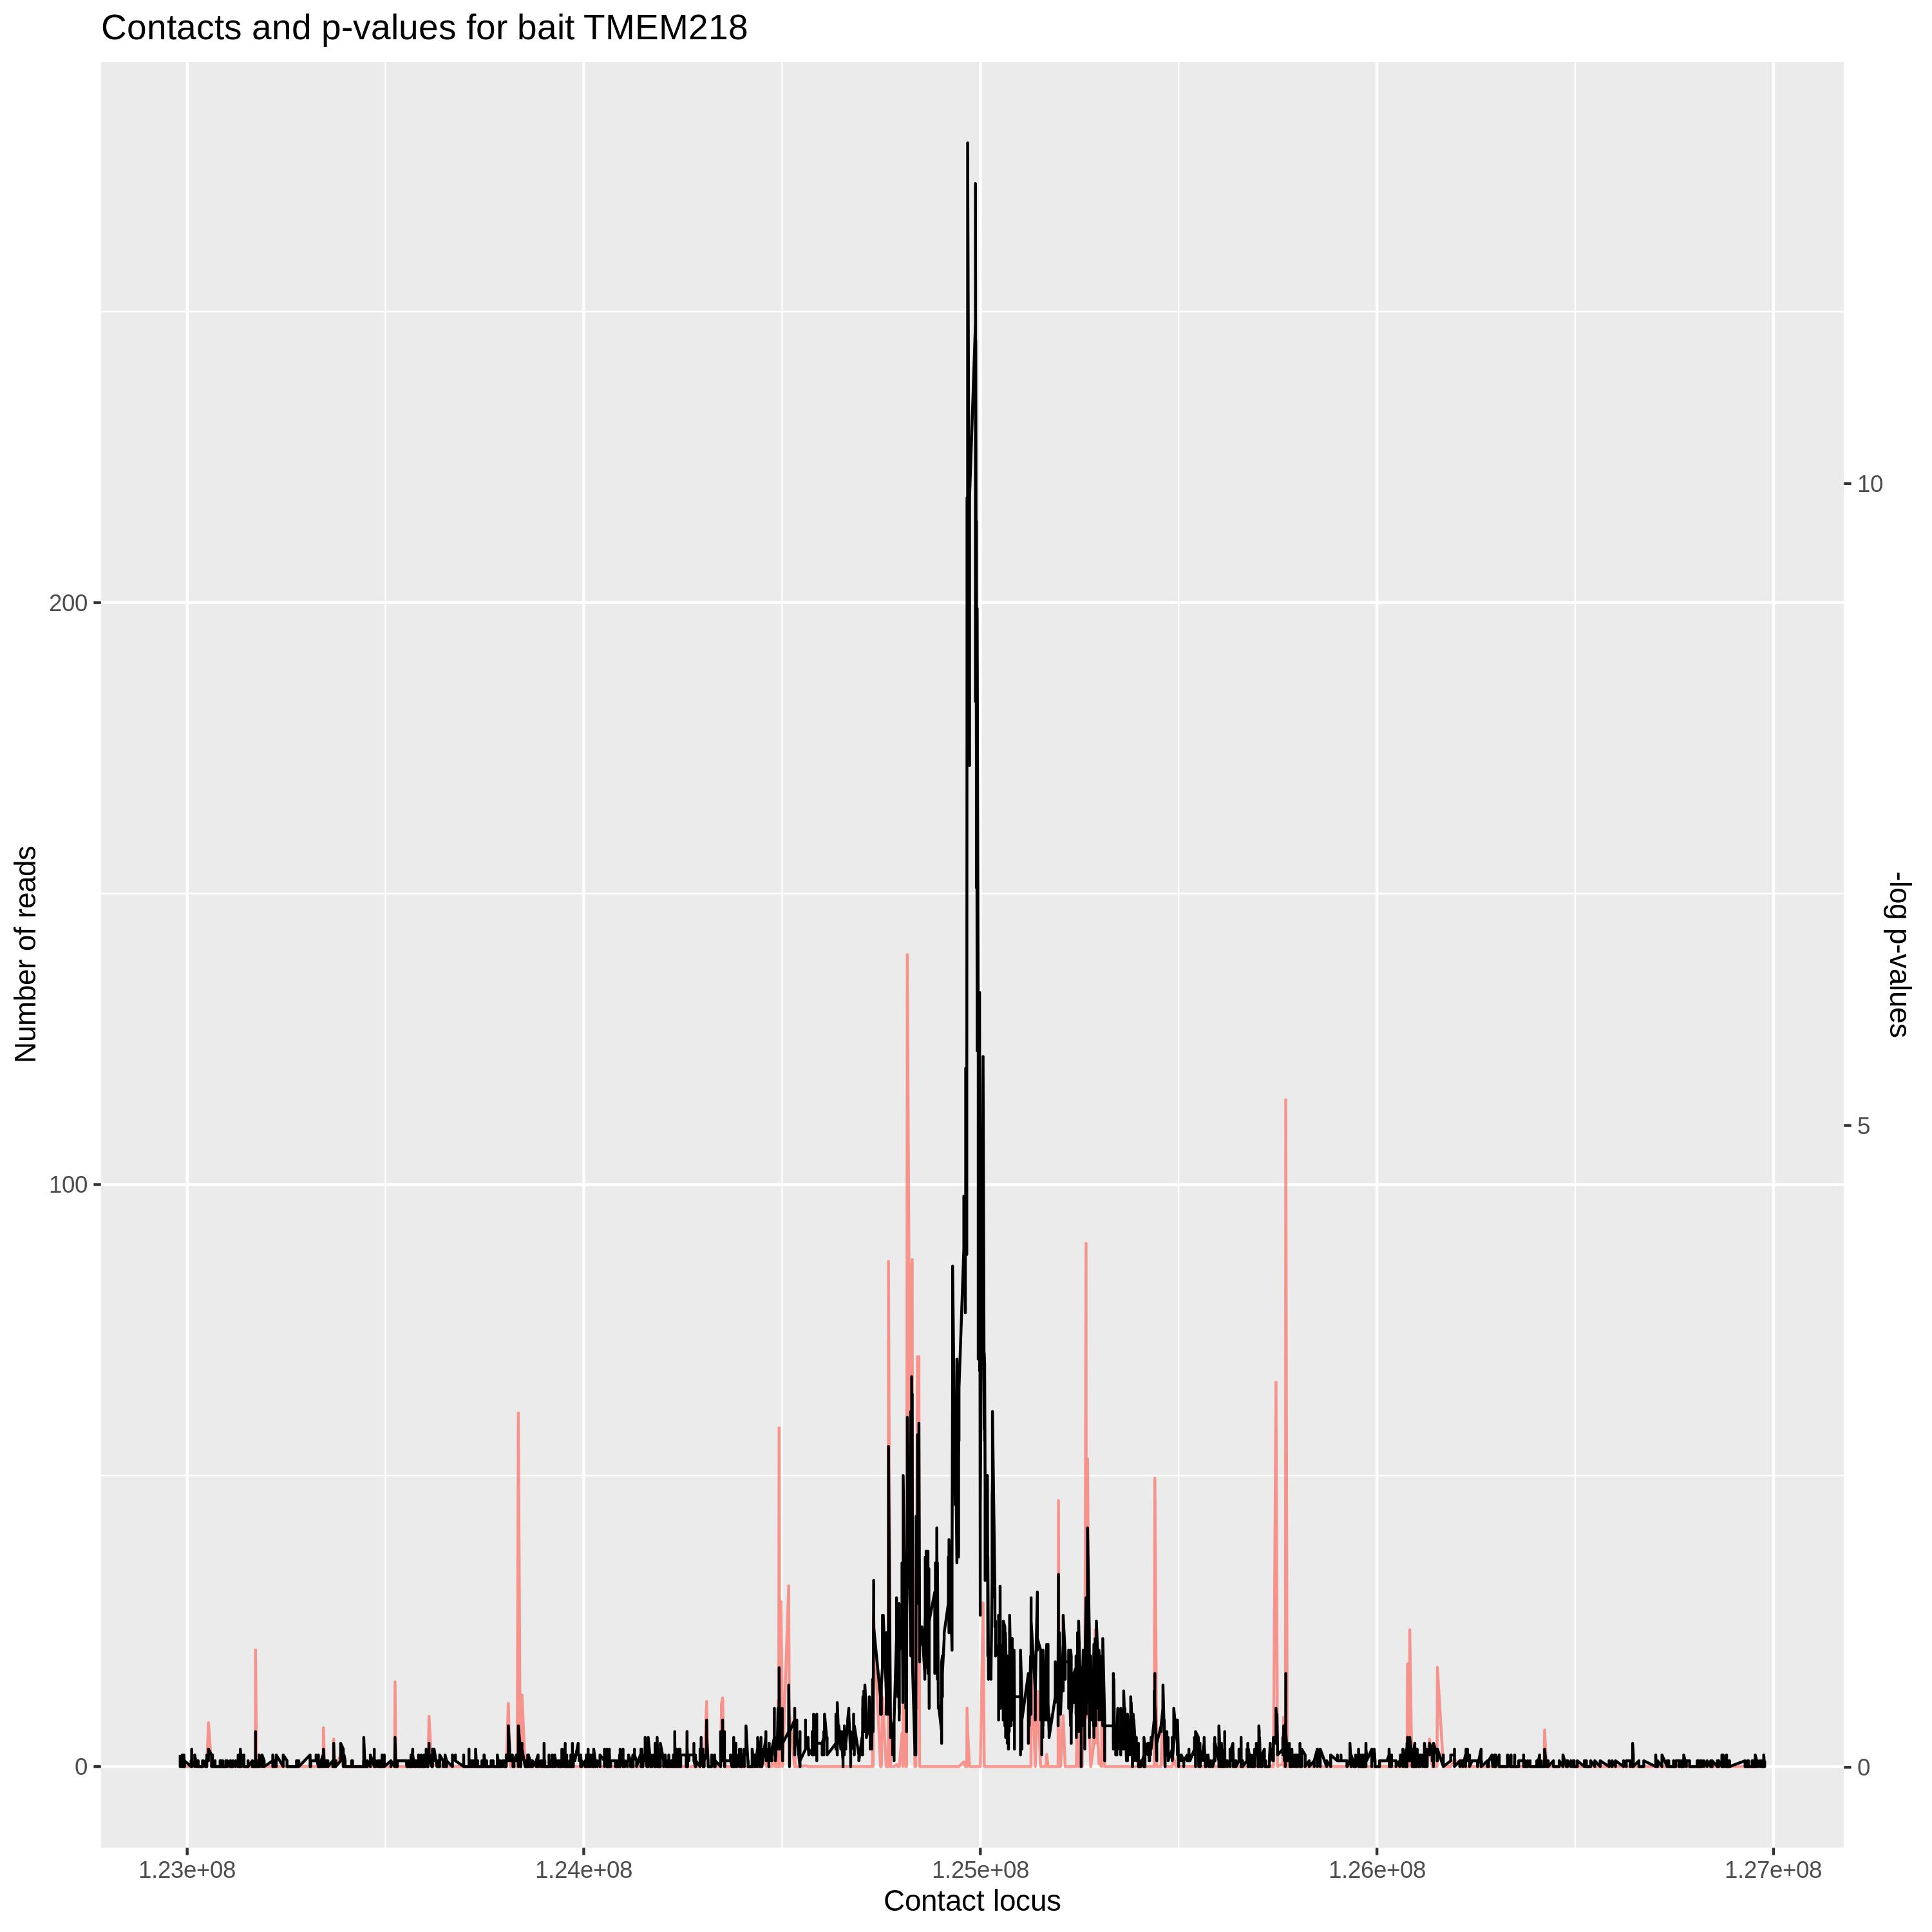 Contacts and p-values for bait TMEM218
Number of reads
200
100
0
10
5
0
-log p-values
1.23e+08 1.24e+08 1.25e+08 1.26e+08 1.27e+08
Contact locus